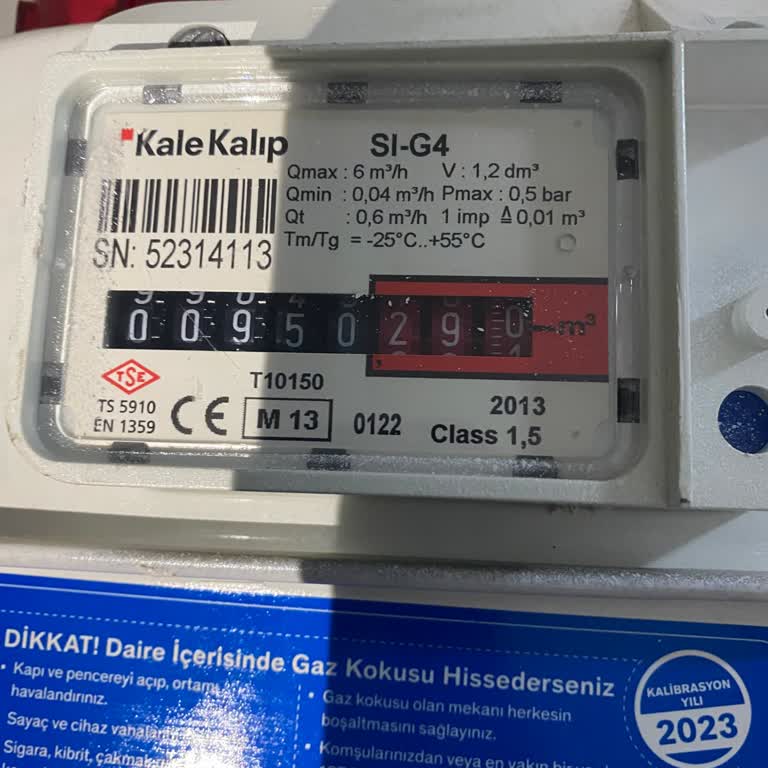 Kale Kalıp
SI-G4
Qmax : 6 m³/h V : 1,2 dm³
Qmin : 0,04 m³/h Pmax : 0,5 bar
Qt : 0,6 m³/h 1 imp ≙ 0,01 m³
Tm/Tg = -25°C..+55°C
SN: 52314113
0 0 9 5 0 2 9 0 m³
TSE
TS 5910
EN 1359
CE
T10150
M 13
0122
2013
Class 1,5
DİKKAT! Daire İçerisinde Gaz Kokusu Hissederseniz
• Kapı ve pencereyi açıp, ortamı
havalandırınız.
Sayaç ve cihaz vanaları
Sigara, kibrit, çakmak
• Gaz kokusu olan mekanı herkesin
boşaltmasını sağlayınız.
• Komşularınızdan veya en yakın bir
KALİBRASYON
YILI
2023